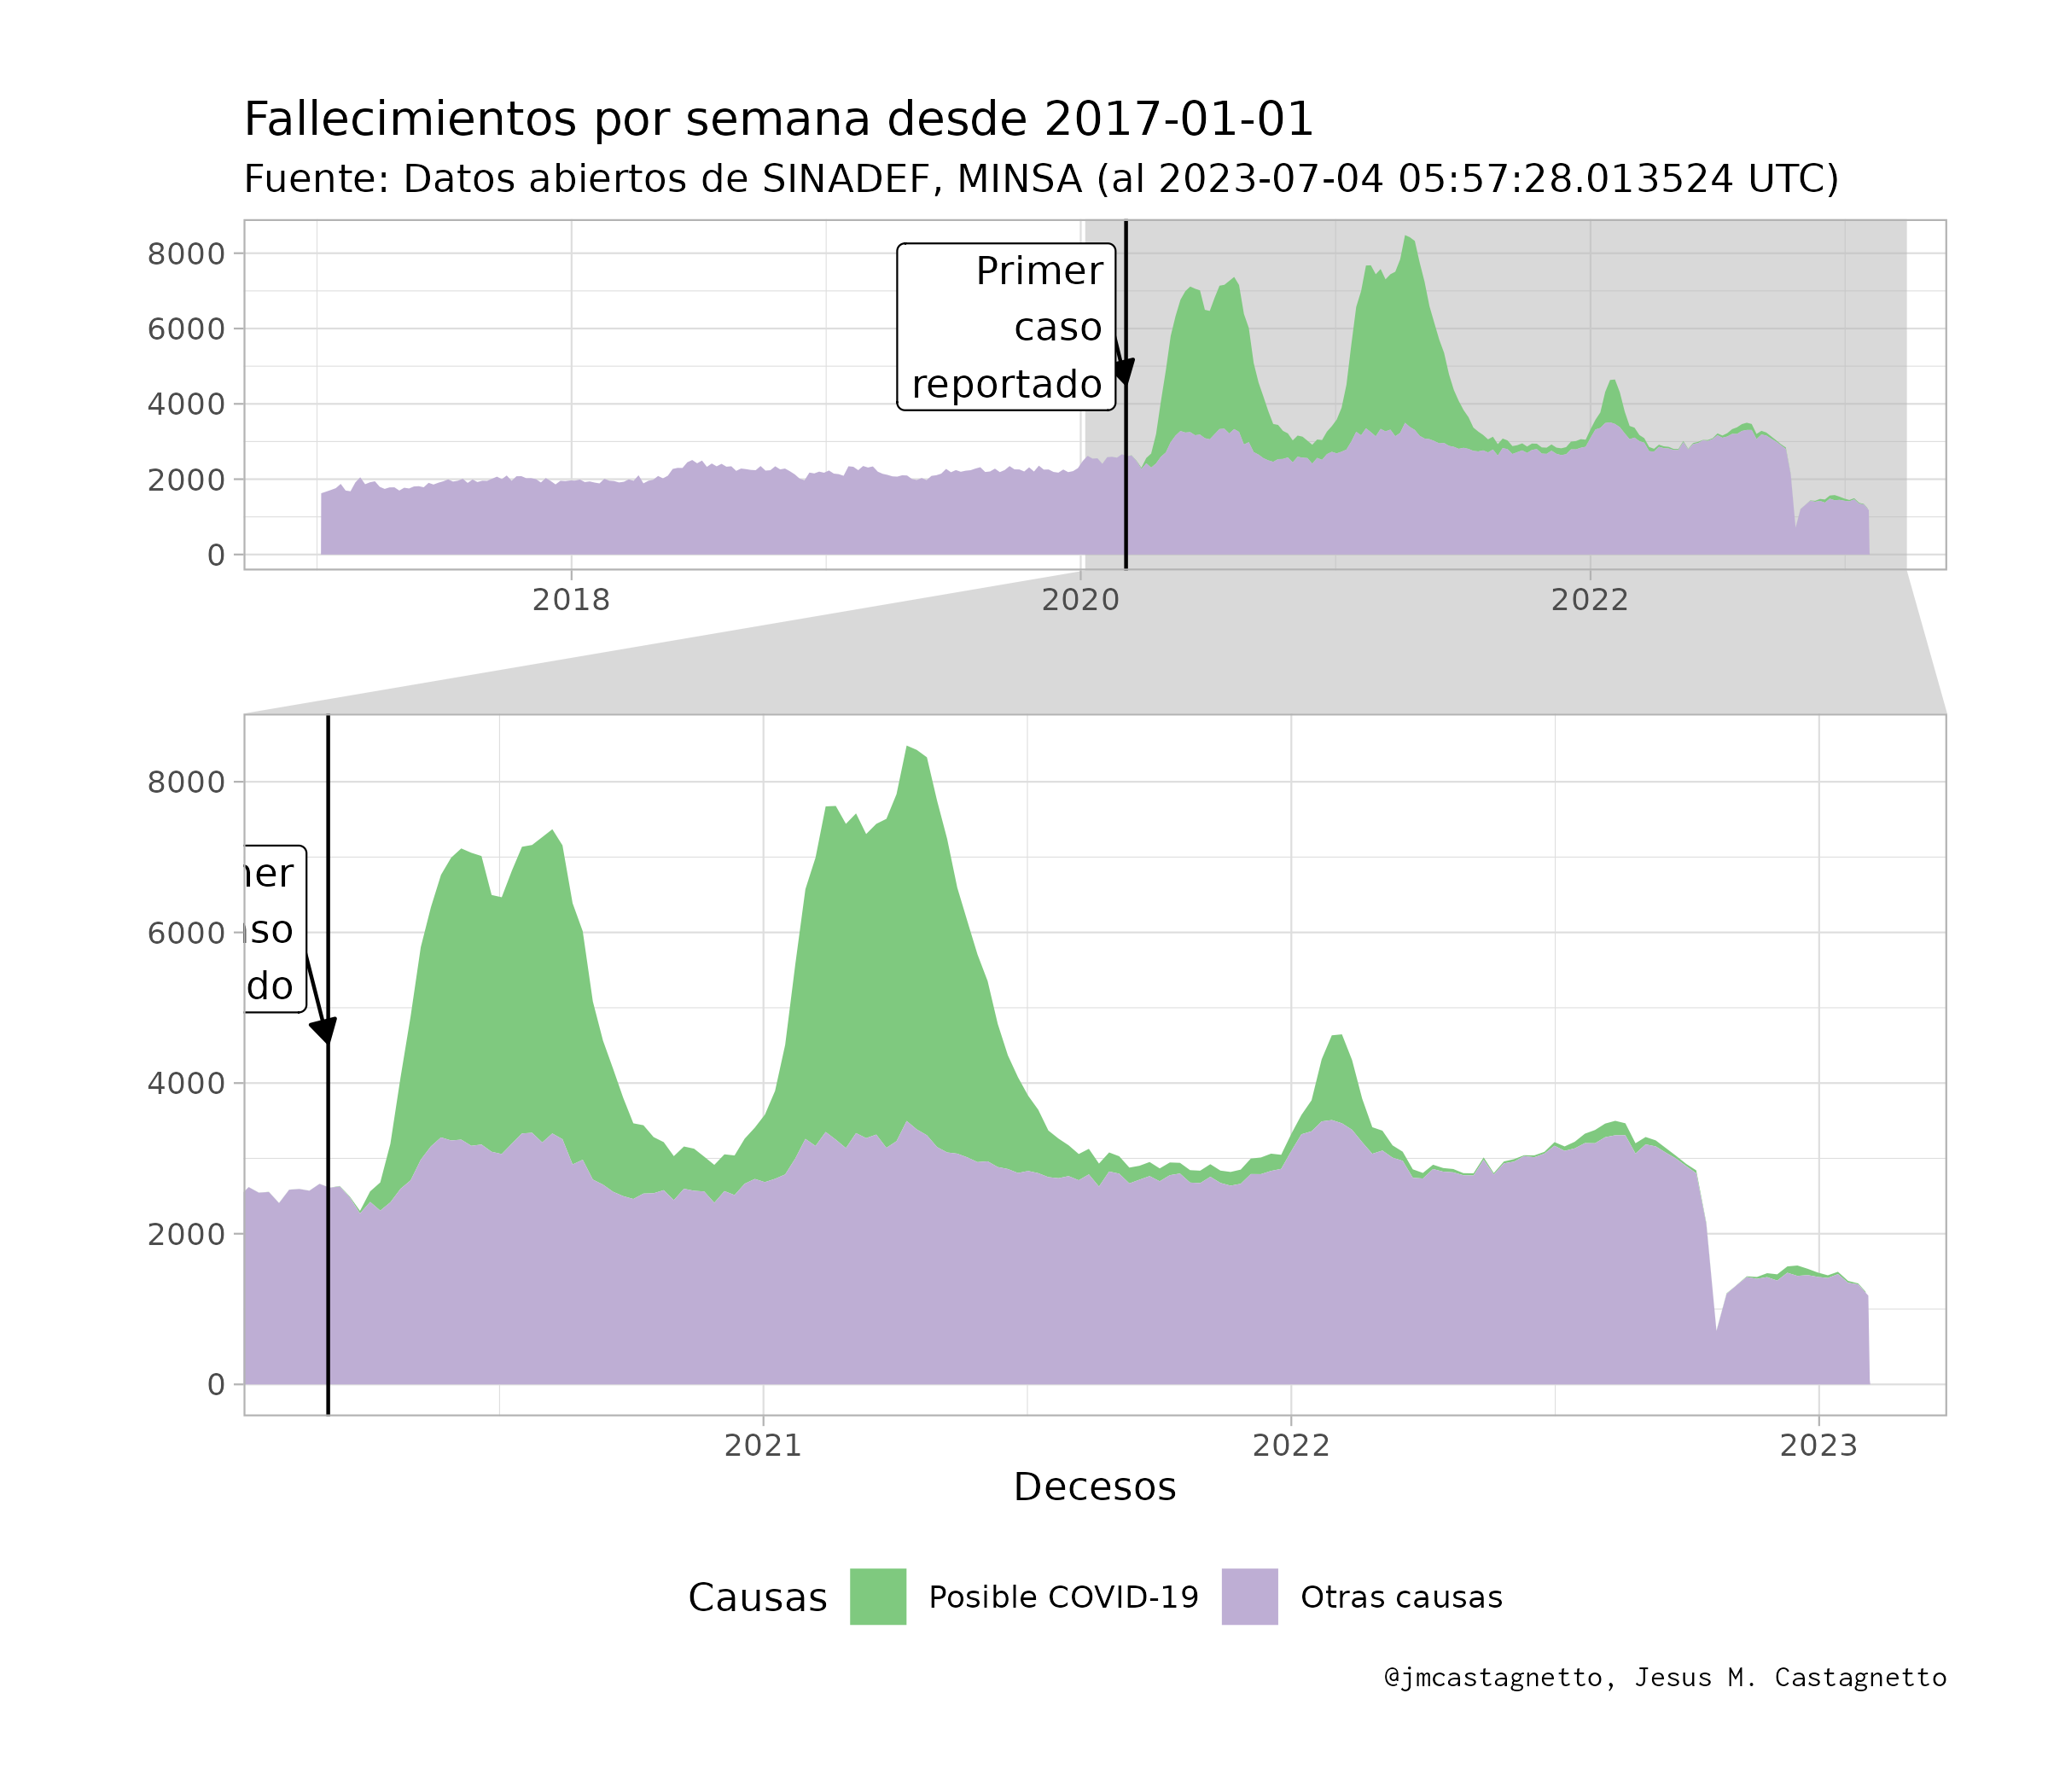 Fallecimientos por semana desde 2017-01-01
Fuente: Datos abiertos de SINADEF, MINSA (al 2023-07-04 05:57:28.013524 UTC)
8000
6000
4000
2000
0
Primer
caso
reportado
2018
2020
2022
8000
6000
4000
2000
0
er
so
do
2021
2022
2023
Decesos
Causas
Posible COVID-19
Otras causas
@jmcastagnetto, Jesus M. Castagnetto